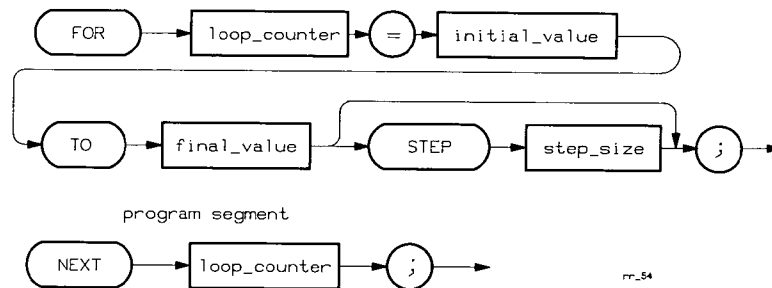 FOR loop_counter = initial_value
TO final_value STEP step_size ;
program segment
NEXT loop_counter ;
rr_54